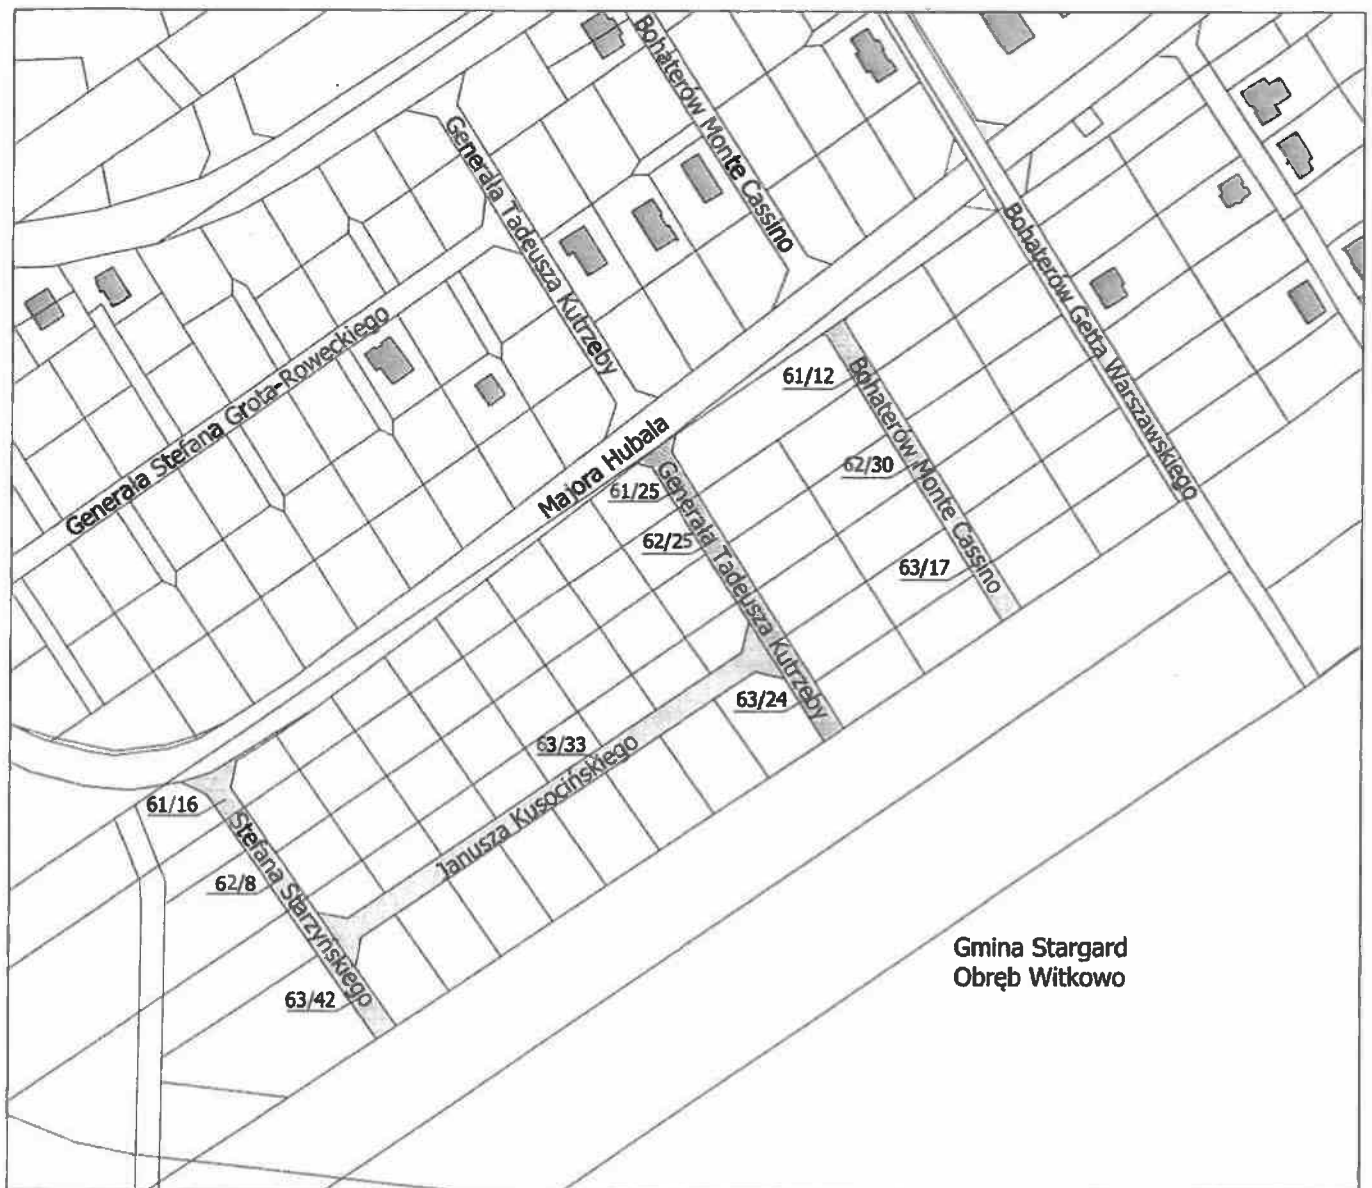 Bohaterów Monte Cassino
Generała Tadeusza Kutrzeby
Bohaterów Getta Warszawskiego
Generała Stefana Grota-Roweckiego
61/12
Bohaterów Monte Cassino
Majora Hubala
62/30
61/25
Generała Tadeusza Kutrzeby
62/25
63/17
63/24
63/33
Janusza Kusocińskiego
61/16
Stefana Starzyńskiego
62/8
63/42
Gmina Stargard
Obręb Witkowo